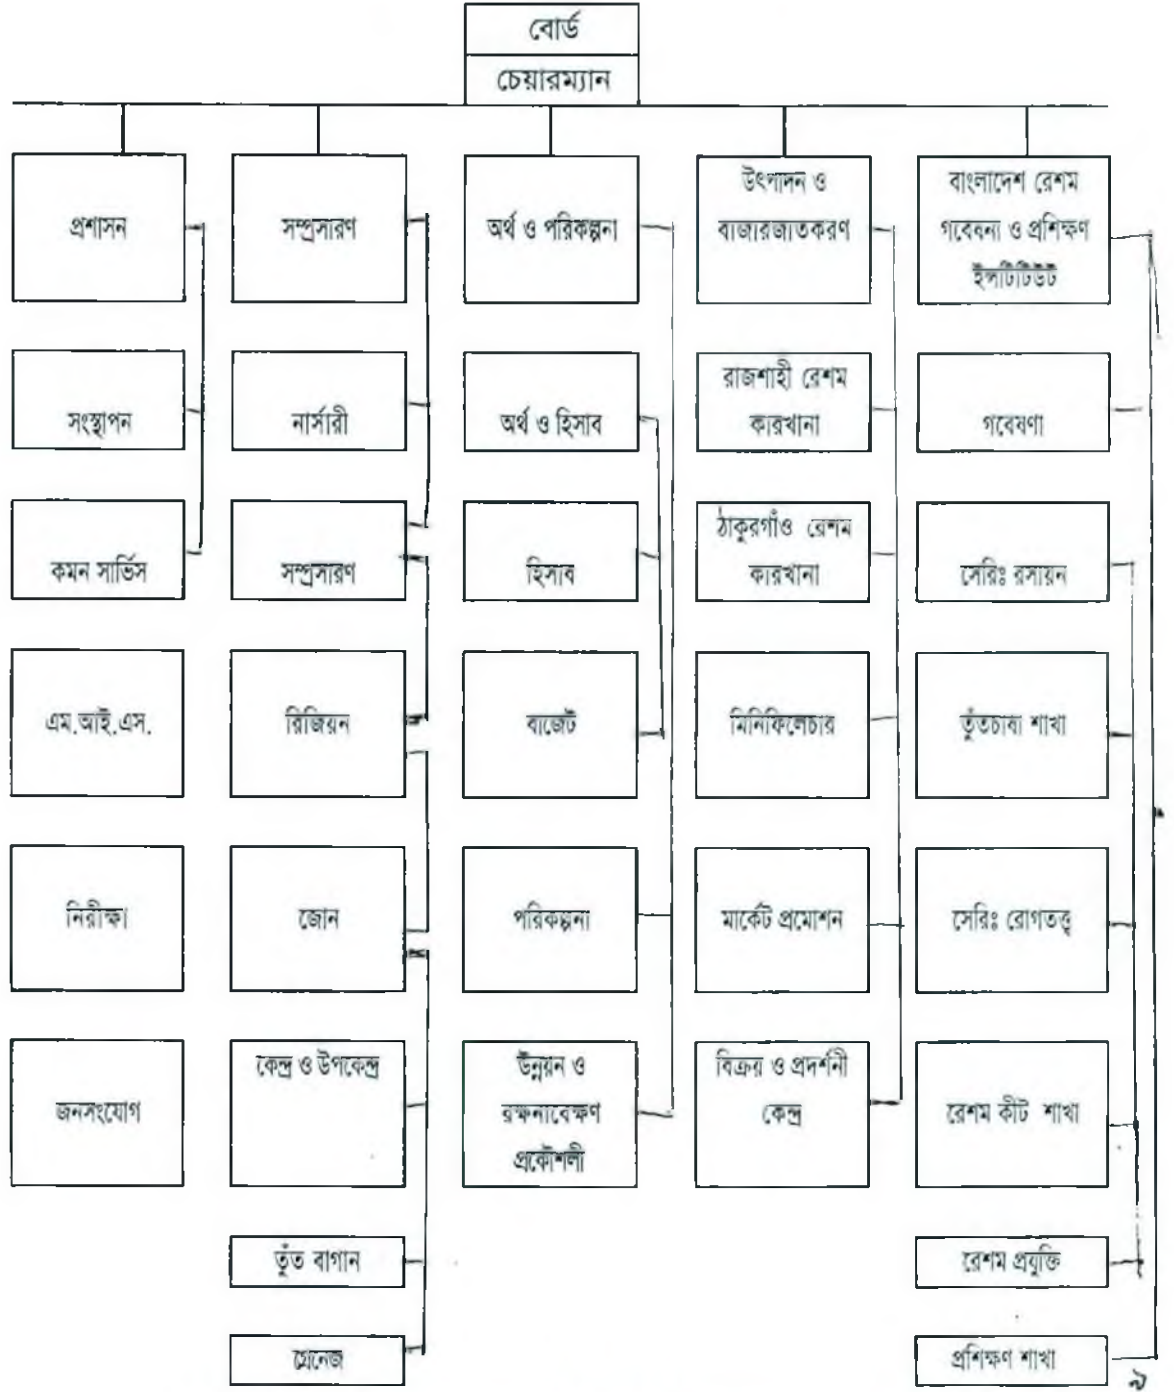 বোর্ড
চেয়ারম্যান
প্রশাসন
সম্প্রসারণ
অর্থ ও পরিকল্পনা
উৎপাদন ও
বাজারজাতকরণ
বাংলাদেশ রেশম
গবেষনা ও প্রশিক্ষণ
ইন্সটিটিউট
সংস্থাপন
নার্সারী
অর্থ ও হিসাব
রাজশাহী রেশম
কারখানা
গবেষণা
কমন সার্ভিস
সম্প্রসারণ
হিসাব
ঠাকুরগাঁও রেশম
কারখানা
সেরিঃ রসায়ন
এম.আই.এস.
রিজিয়ন
বাজেট
মিনিফিলেচার
তুঁতচাষা শাখা
নিরীক্ষা
জোন
পরিকল্পনা
মার্কেট প্রমোশন
সেরিঃ রোগতত্ত্ব
জনসংযোগ
কেন্দ্র ও উপকেন্দ্র
উন্নয়ন ও
রক্ষনাবেক্ষণ
প্রকৌশলী
বিক্রয় ও প্রদর্শনী
কেন্দ্র
রেশম কীট শাখা
তুঁত বাগান
রেশম প্রযুক্তি
গ্রেনেজ
প্রশিক্ষণ শাখা
৯